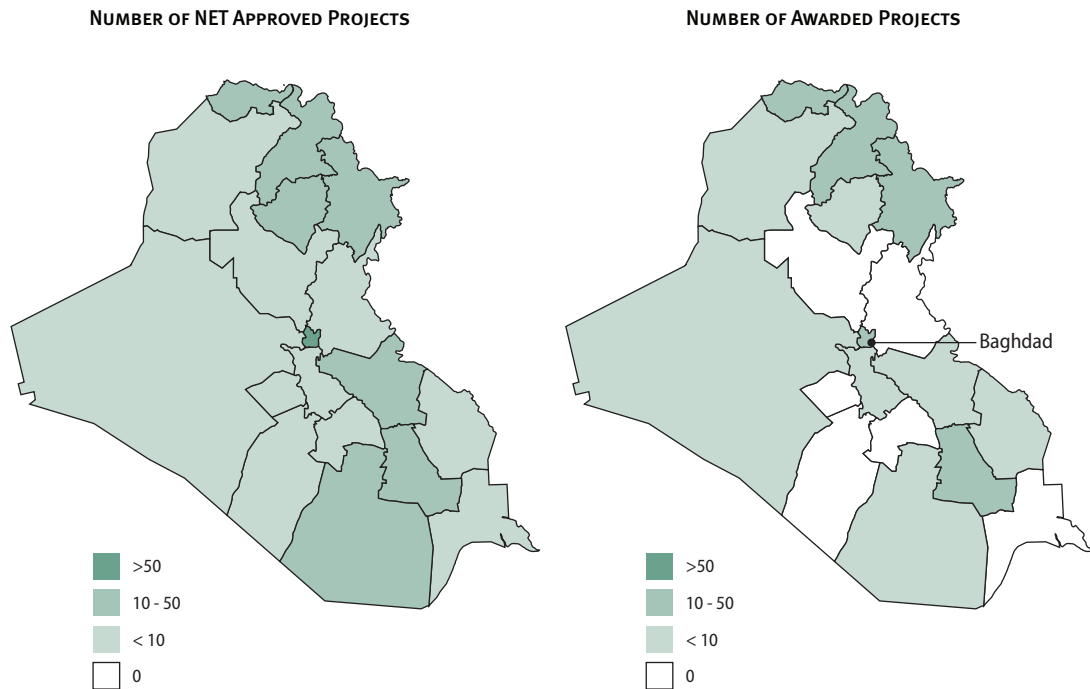 NUMBER OF NET APPROVED PROJECTS
>50
10 - 50
< 10
0
NUMBER OF AWARDED PROJECTS
Baghdad
>50
10 - 50
< 10
0